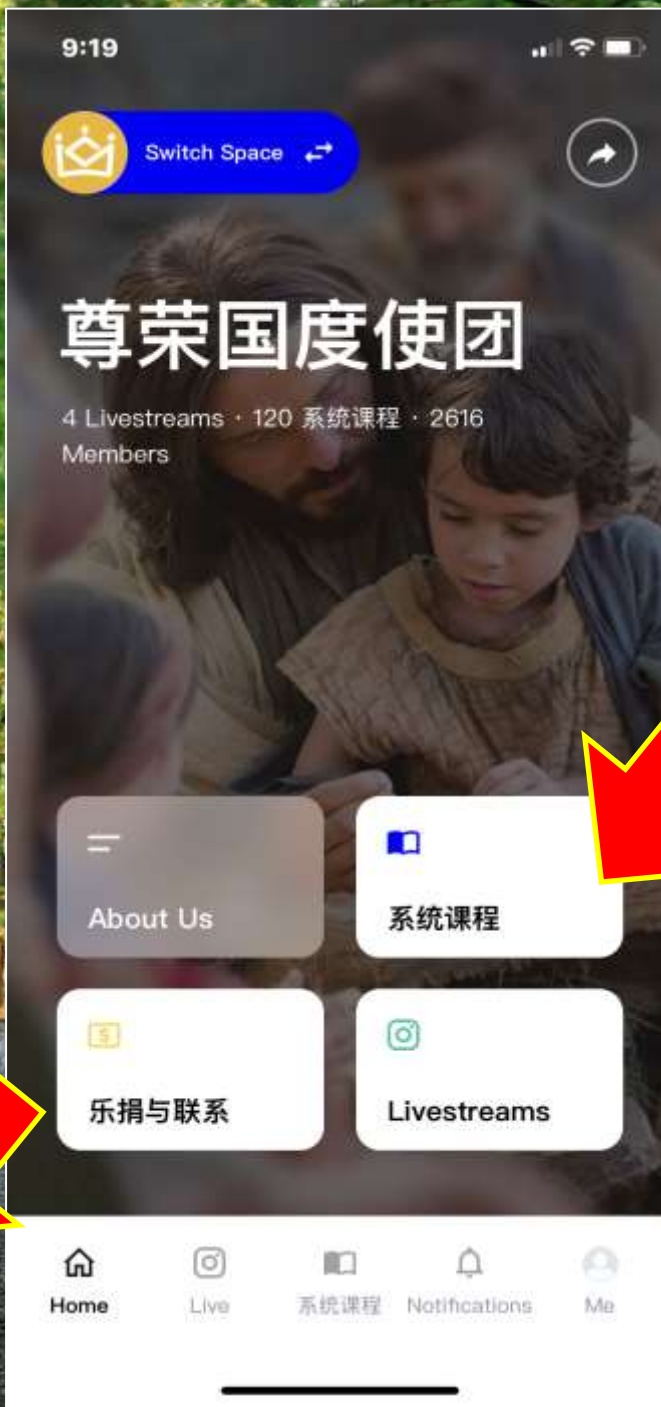 9:19
Switch Space
尊荣国度使团
4 Livestreams · 120 系统课程 · 2616
Members
About Us
系统课程
乐捐与联系
Livestreams
Home
Live
系统课程
Notifications
Me